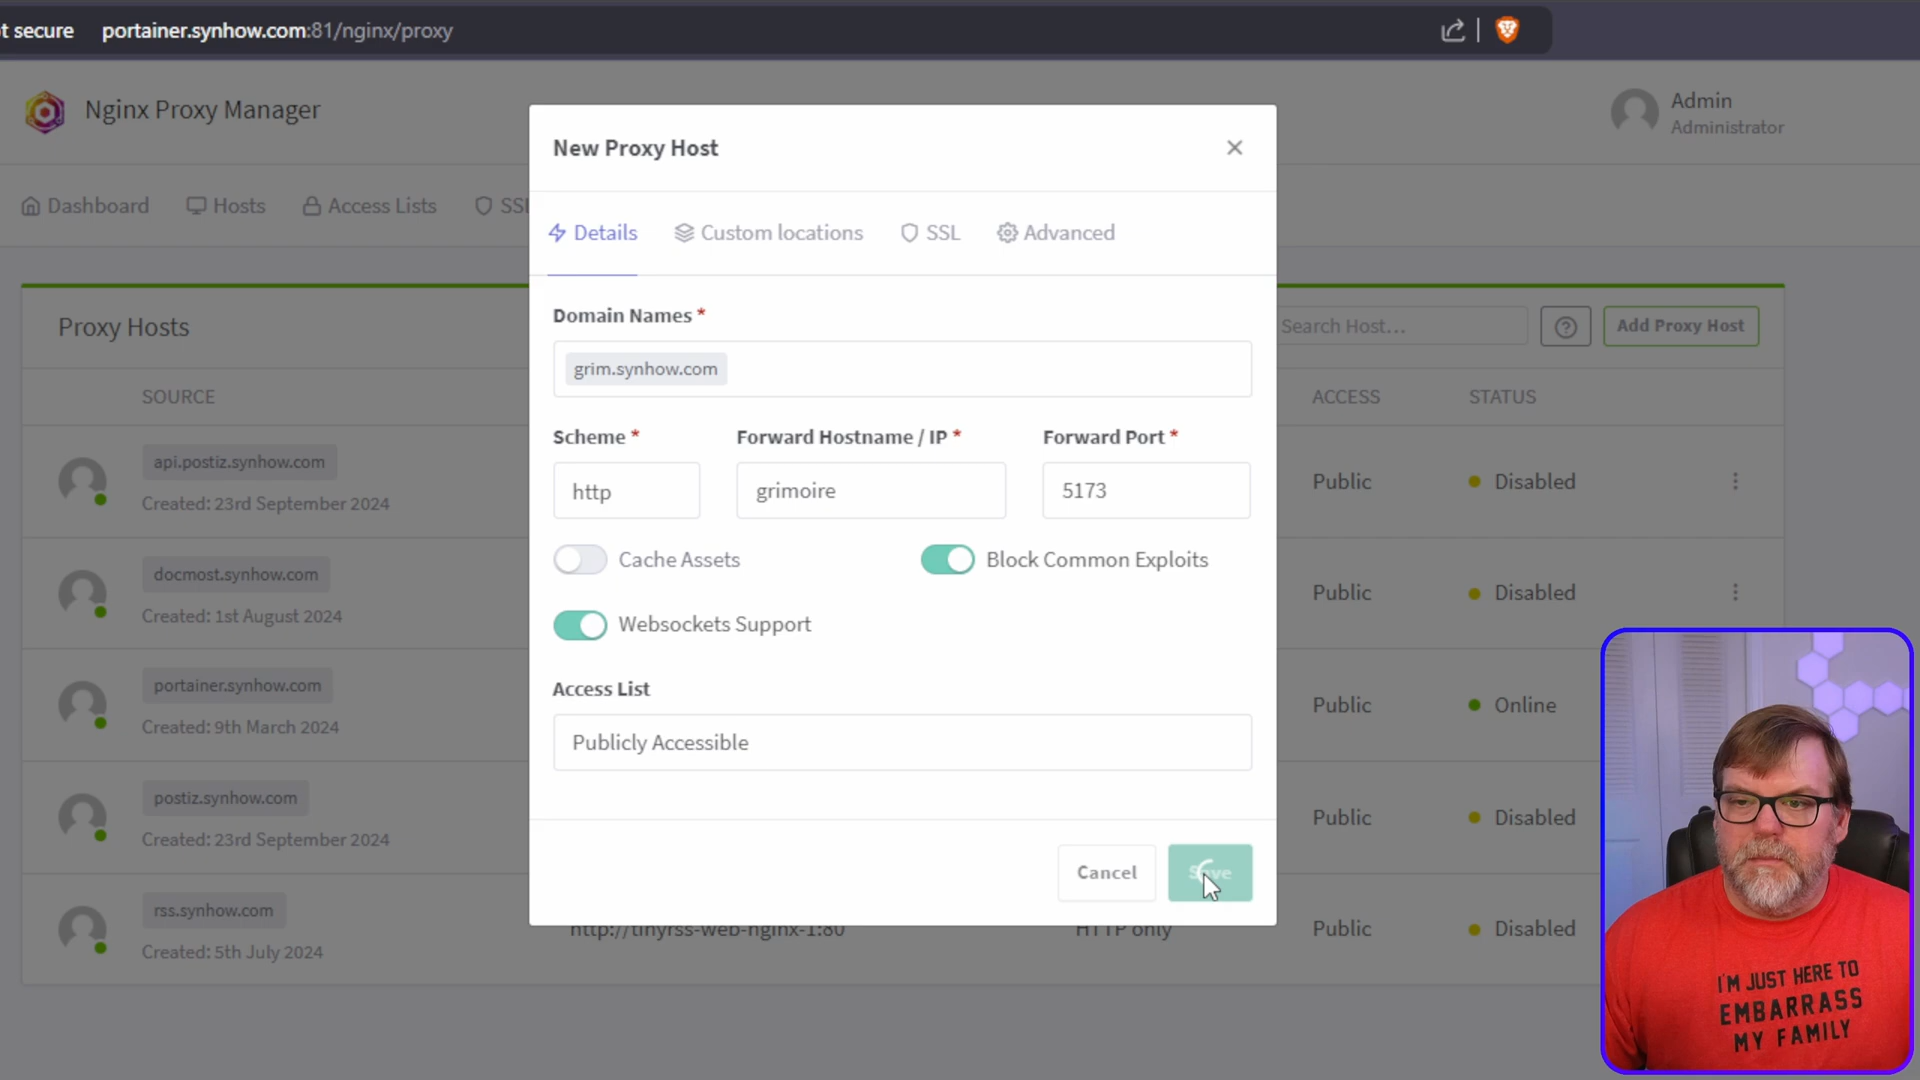 t secure portainer.synhow.com:81/nginx/proxy
Nginx Proxy Manager
Admin
Administrator
Dashboard Hosts Access Lists SSL
Proxy Hosts
Search Host…
Add Proxy Host
SOURCE ACCESS STATUS
api.postiz.synhow.com
Created: 23rd September 2024
Public Disabled
docmost.synhow.com
Created: 1st August 2024
Public Disabled
portainer.synhow.com
Created: 9th March 2024
Public Online
postiz.synhow.com
Created: 23rd September 2024
Public Disabled
rss.synhow.com
Created: 5th July 2024
http://tinyrss-web-nginx-1:80 HTTP only Public Disabled
New Proxy Host
Details Custom locations SSL Advanced
Domain Names *
grim.synhow.com
Scheme * Forward Hostname / IP * Forward Port *
http grimoire 5173
Cache Assets Block Common Exploits
Websockets Support
Access List
Publicly Accessible
Cancel Save
I'M JUST HERE TO
EMBARRASS
MY FAMILY